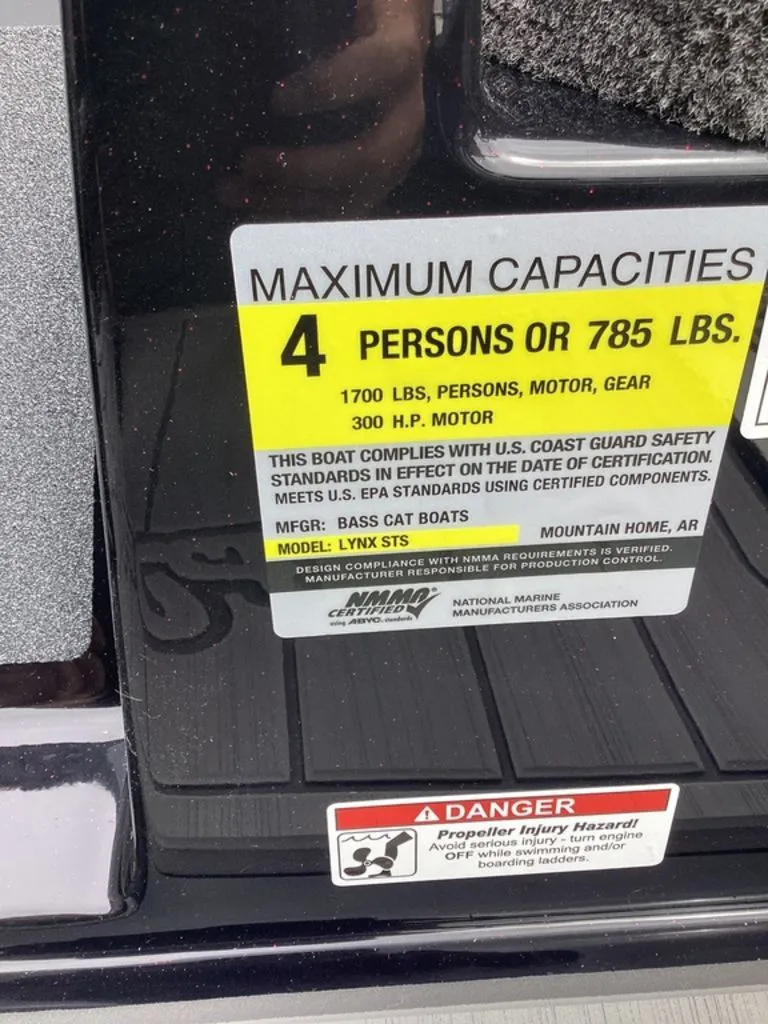 MAXIMUM CAPACITIES
4 PERSONS OR 785 LBS.
1700 LBS, PERSONS, MOTOR, GEAR
300 H.P. MOTOR
THIS BOAT COMPLIES WITH U.S. COAST GUARD SAFETY
STANDARDS IN EFFECT ON THE DATE OF CERTIFICATION.
MEETS U.S. EPA STANDARDS USING CERTIFIED COMPONENTS.
MFGR: BASS CAT BOATS
MOUNTAIN HOME, AR
MODEL: LYNX STS
DESIGN COMPLIANCE WITH NMMA REQUIREMENTS IS VERIFIED.
MANUFACTURER RESPONSIBLE FOR PRODUCTION CONTROL.
NMMA®
CERTIFIED
using ABYC. standards
NATIONAL MARINE
MANUFACTURERS ASSOCIATION
DANGER
Propeller Injury Hazard!
Avoid serious injury - turn engine
OFF while swimming and/or
boarding ladders.